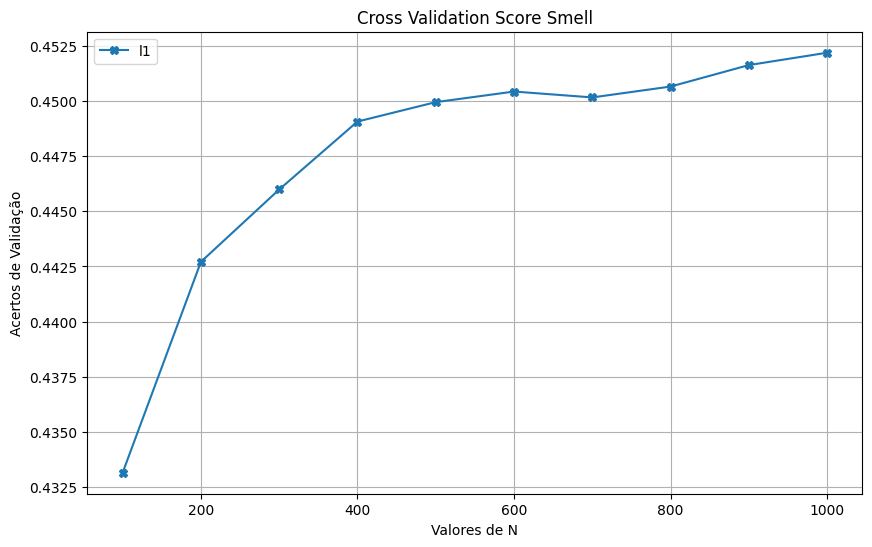 Cross Validation Score Smell
l1
0.4525
0.4500
0.4475
0.4450
0.4425
0.4400
0.4375
0.4350
0.4325
Acertos de Validação
200 400 600 800 1000
Valores de N